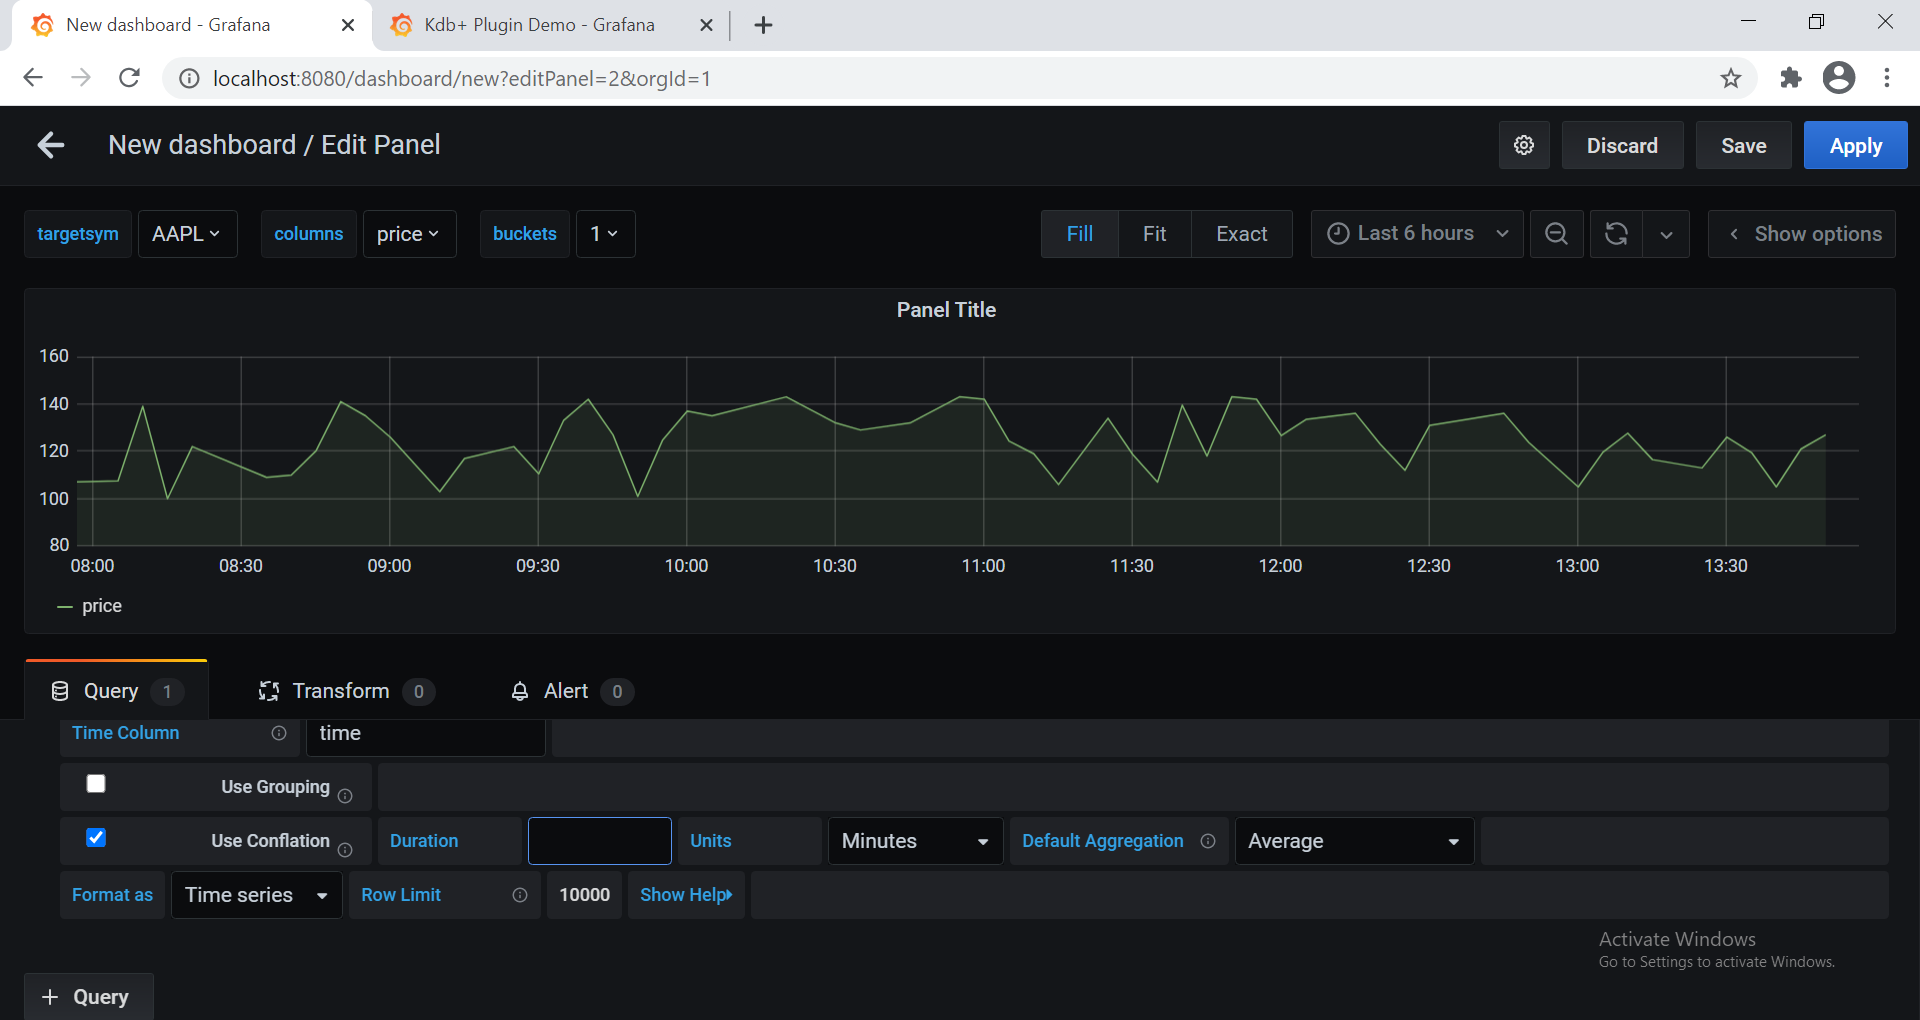 New dashboard - Grafana
Kdb+ Plugin Demo - Grafana
localhost:8080/dashboard/new?editPanel=2&orgId=1
New dashboard / Edit Panel
Discard
Save
Apply
targetsym AAPL columns price buckets 1
Fill Fit Exact
Last 6 hours
Show options
Panel Title
160
140
120
100
80
08:00 08:30 09:00 09:30 10:00 10:30 11:00 11:30 12:00 12:30 13:00 13:30
price
Query 1 Transform 0 Alert 0
Time Column time
Use Grouping
Use Conflation Duration Units Minutes Default Aggregation Average
Format as Time series Row Limit 10000 Show Help
Activate Windows
Go to Settings to activate Windows.
+ Query